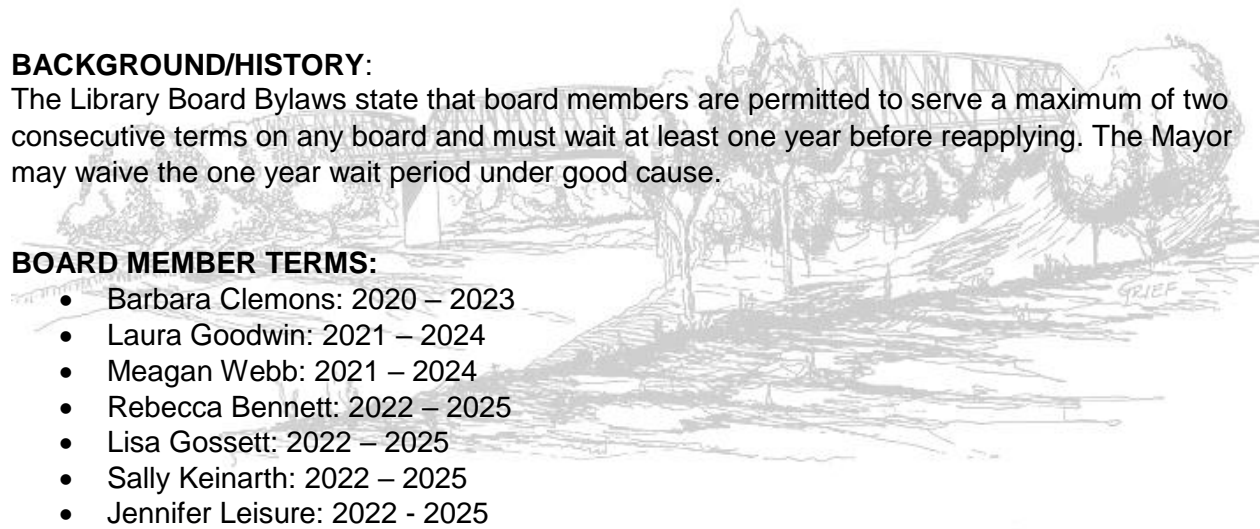 BACKGROUND/HISTORY:
The Library Board Bylaws state that board members are permitted to serve a maximum of two
consecutive terms on any board and must wait at least one year before reapplying. The Mayor
may waive the one year wait period under good cause.
BOARD MEMBER TERMS:
• Barbara Clemons: 2020 – 2023
• Laura Goodwin: 2021 – 2024
• Meagan Webb: 2021 – 2024
• Rebecca Bennett: 2022 – 2025
• Lisa Gossett: 2022 – 2025
• Sally Keinarth: 2022 – 2025
• Jennifer Leisure: 2022 - 2025
GRIEF